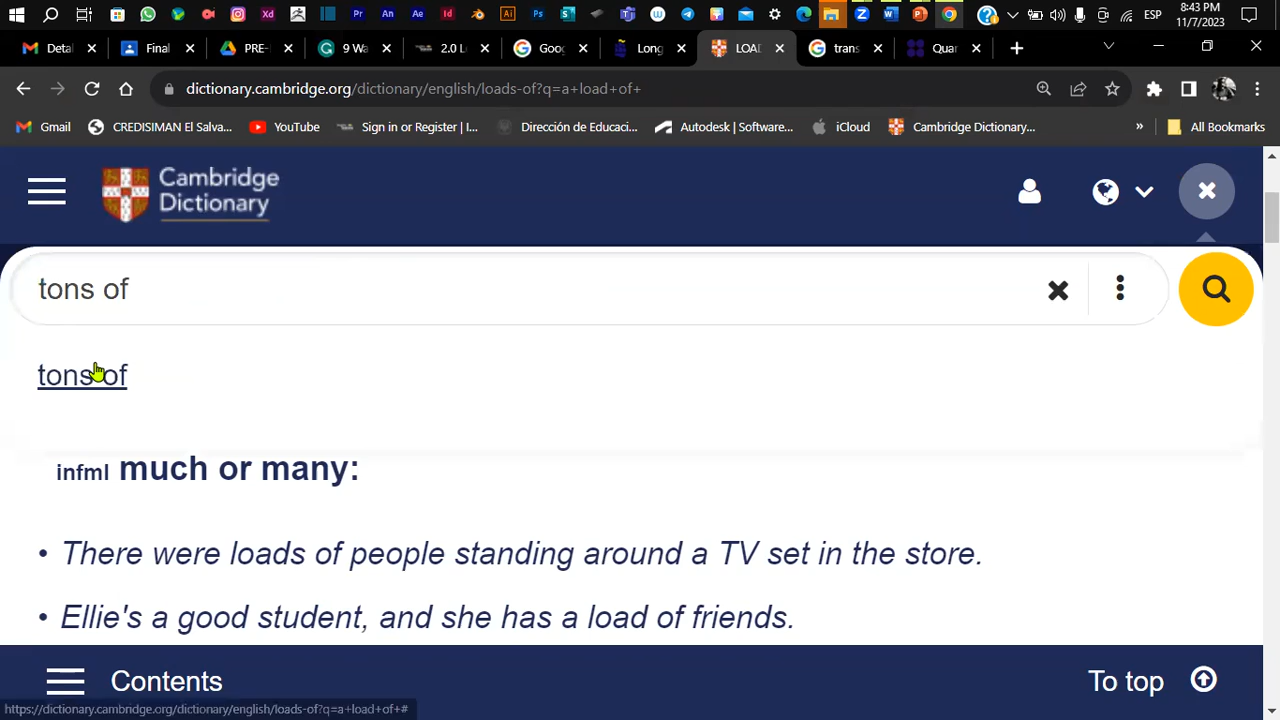 ESP
8:43 PM
11/7/2023
Detal
Final
PRE-
9 Wa
2.0 L
Goog
Long
LOAD
trans
Quar
dictionary.cambridge.org/dictionary/english/loads-of?q=a+load+of+
Gmail
CREDISIMAN El Salva...
YouTube
Sign in or Register | I...
Dirección de Educaci...
Autodesk | Software...
iCloud
Cambridge Dictionary...
»
All Bookmarks
Cambridge
Dictionary
tons of
tons of
infml much or many:
• There were loads of people standing around a TV set in the store.
• Ellie's a good student, and she has a load of friends.
Contents
To top
https://dictionary.cambridge.org/dictionary/english/loads-of?q=a+load+of+#